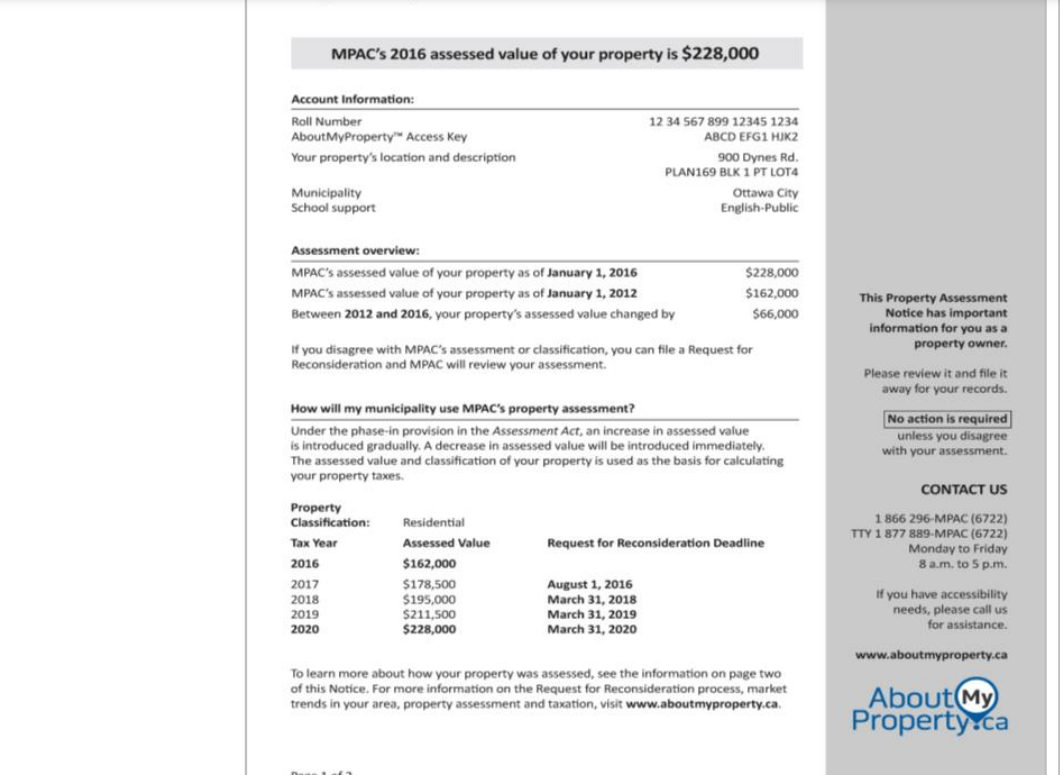 MPAC's 2016 assessed value of your property is $228,000
Account Information:
Roll Number 12 34 567 899 12345 1234
AboutMyProperty™ Access Key ABCD EFG1 HJK2
Your property's location and description 900 Dynes Rd.
PLAN169 BLK 1 PT LOT4
Municipality Ottawa City
School support English-Public
Assessment overview:
MPAC's assessed value of your property as of January 1, 2016 $228,000
MPAC's assessed value of your property as of January 1, 2012 $162,000
Between 2012 and 2016, your property's assessed value changed by $66,000
If you disagree with MPAC's assessment or classification, you can file a Request for
Reconsideration and MPAC will review your assessment.
How will my municipality use MPAC's property assessment?
Under the phase-in provision in the Assessment Act, an increase in assessed value
is introduced gradually. A decrease in assessed value will be introduced immediately.
The assessed value and classification of your property is used as the basis for calculating
your property taxes.
Property
Classification: Residential
Tax Year Assessed Value Request for Reconsideration Deadline
2016 $162,000
2017 $178,500 August 1, 2016
2018 $195,000 March 31, 2018
2019 $211,500 March 31, 2019
2020 $228,000 March 31, 2020
To learn more about how your property was assessed, see the information on page two
of this Notice. For more information on the Request for Reconsideration process, market
trends in your area, property assessment and taxation, visit www.aboutmyproperty.ca.
This Property Assessment
Notice has important
information for you as a
property owner.
Please review it and file it
away for your records.
No action is required
unless you disagree
with your assessment.
CONTACT US
1 866 296-MPAC (6722)
TTY 1 877 889-MPAC (6722)
Monday to Friday
8 a.m. to 5 p.m.
If you have accessibility
needs, please call us
for assistance.
www.aboutmyproperty.ca
About My
Property.ca